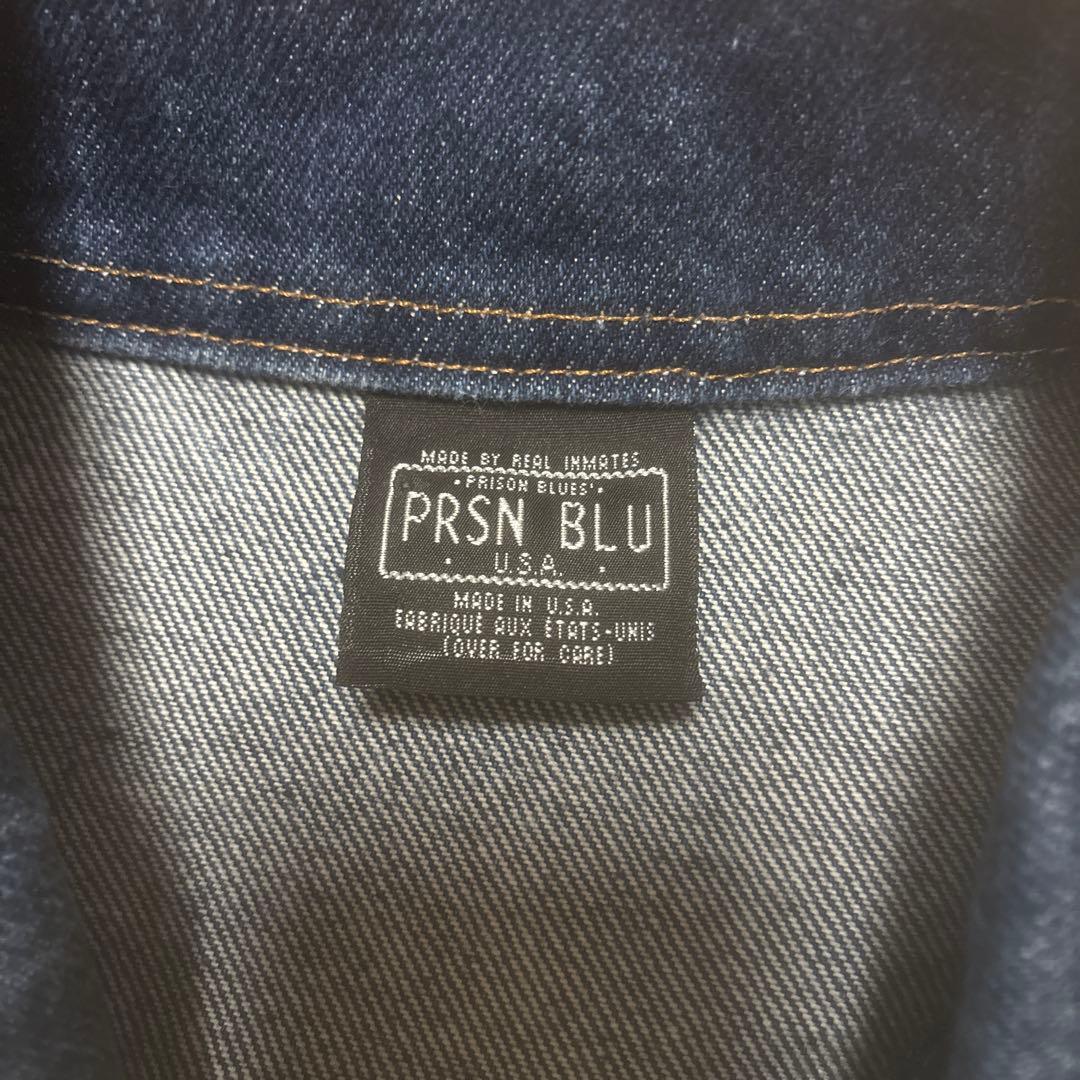 MADE BY REAL INMATES
·PRISON BLUES'·
PRSN BLU
· U.S.A. ·
MADE IN U.S.A.
FABRIQUE AUX ÉTATS-UNIS
(OVER FOR CARE)